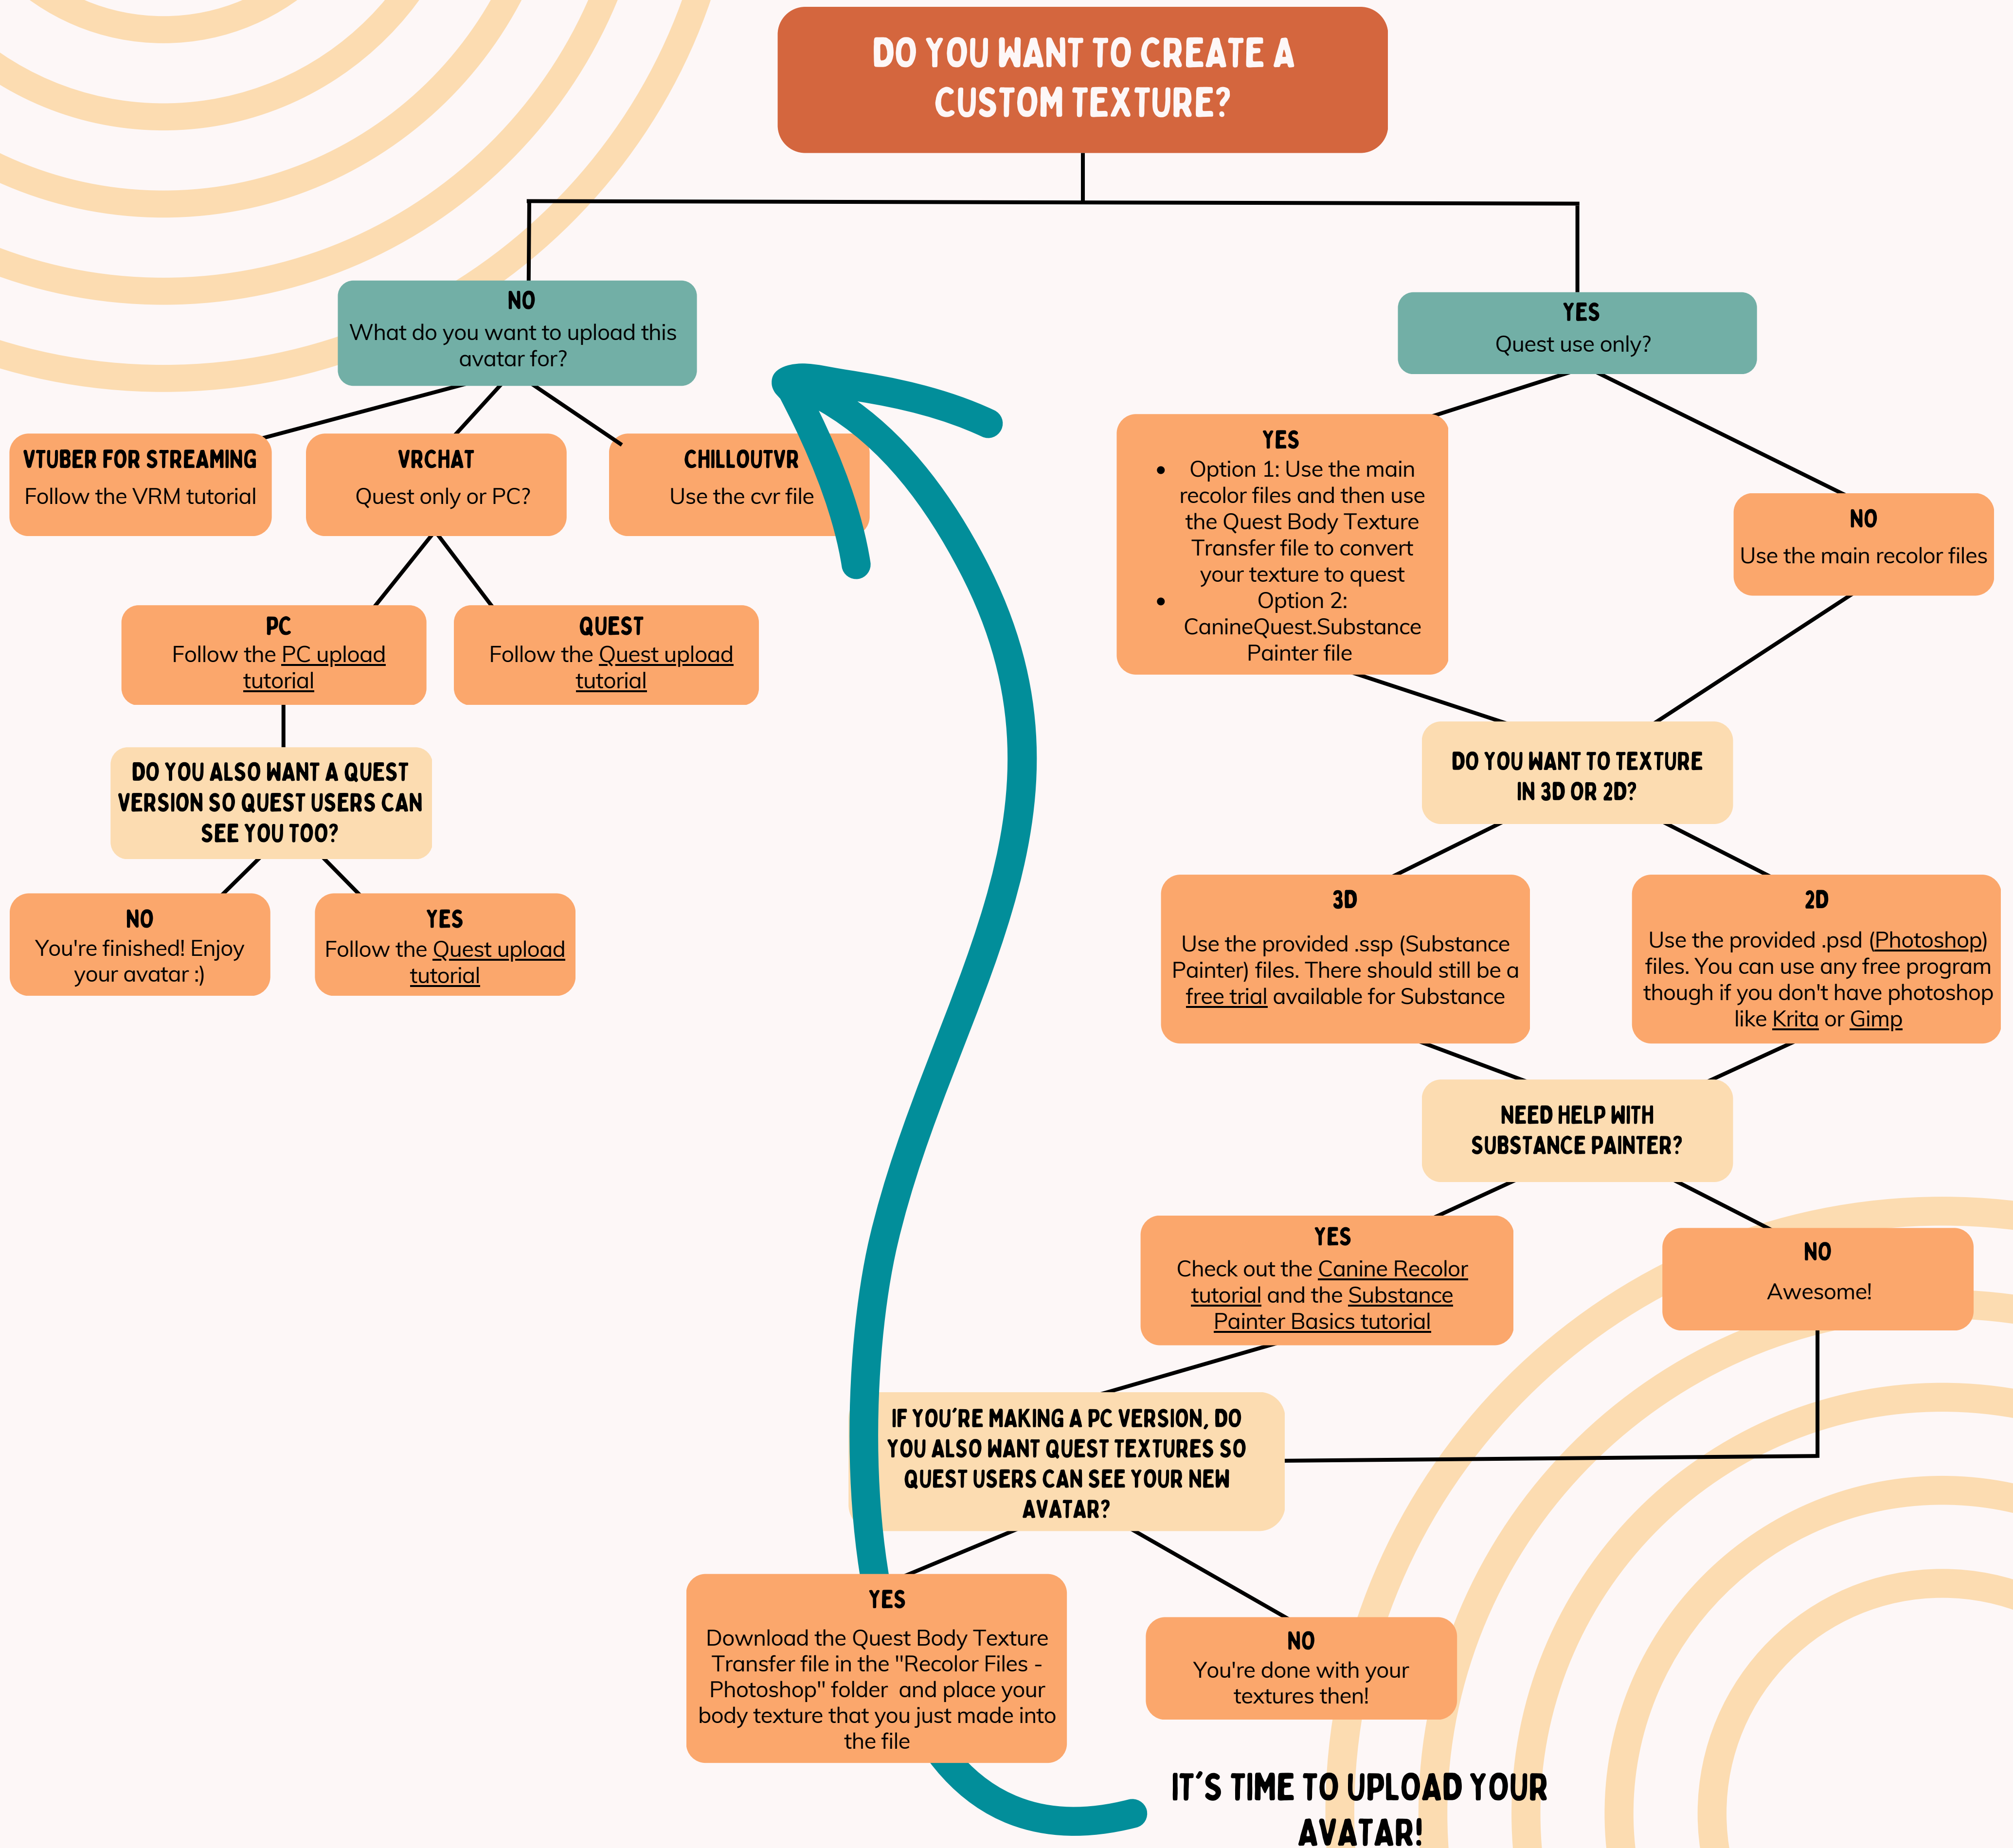 DO YOU WANT TO CREATE A
CUSTOM TEXTURE?
NO
What do you want to upload this
avatar for?
VTUBER FOR STREAMING
Follow the VRM tutorial
VRCHAT
Quest only or PC?
CHILLOUTVR
Use the cvr file
PC
Follow the PC upload
tutorial
QUEST
Follow the Quest upload
tutorial
DO YOU ALSO WANT A QUEST
VERSION SO QUEST USERS CAN
SEE YOU TOO?
NO
You're finished! Enjoy
your avatar :)
YES
Follow the Quest upload
tutorial
YES
Quest use only?
YES
• Option 1: Use the main
recolor files and then use
the Quest Body Texture
Transfer file to convert
your texture to quest
• Option 2:
CanineQuest.Substance
Painter file
NO
Use the main recolor files
DO YOU WANT TO TEXTURE
IN 3D OR 2D?
3D
Use the provided .ssp (Substance
Painter) files. There should still be a
free trial available for Substance
2D
Use the provided .psd (Photoshop)
files. You can use any free program
though if you don't have photoshop
like Krita or Gimp
NEED HELP WITH
SUBSTANCE PAINTER?
YES
Check out the Canine Recolor
tutorial and the Substance
Painter Basics tutorial
NO
Awesome!
IF YOU'RE MAKING A PC VERSION, DO
YOU ALSO WANT QUEST TEXTURES SO
QUEST USERS CAN SEE YOUR NEW
AVATAR?
YES
Download the Quest Body Texture
Transfer file in the "Recolor Files -
Photoshop" folder  and place your
body texture that you just made into
the file
NO
You're done with your
textures then!
IT'S TIME TO UPLOAD YOUR
AVATAR!